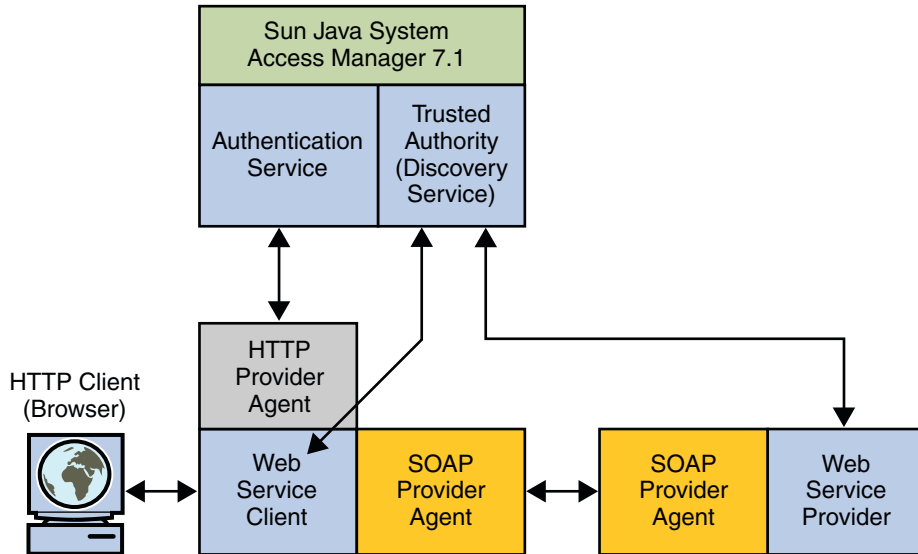 Sun Java System
Access Manager 7.1
Authentication
Service
Trusted
Authority
(Discovery
Service)
HTTP
Provider
Agent
HTTP Client
(Browser)
Web
Service
Client
SOAP
Provider
Agent
SOAP
Provider
Agent
Web
Service
Provider